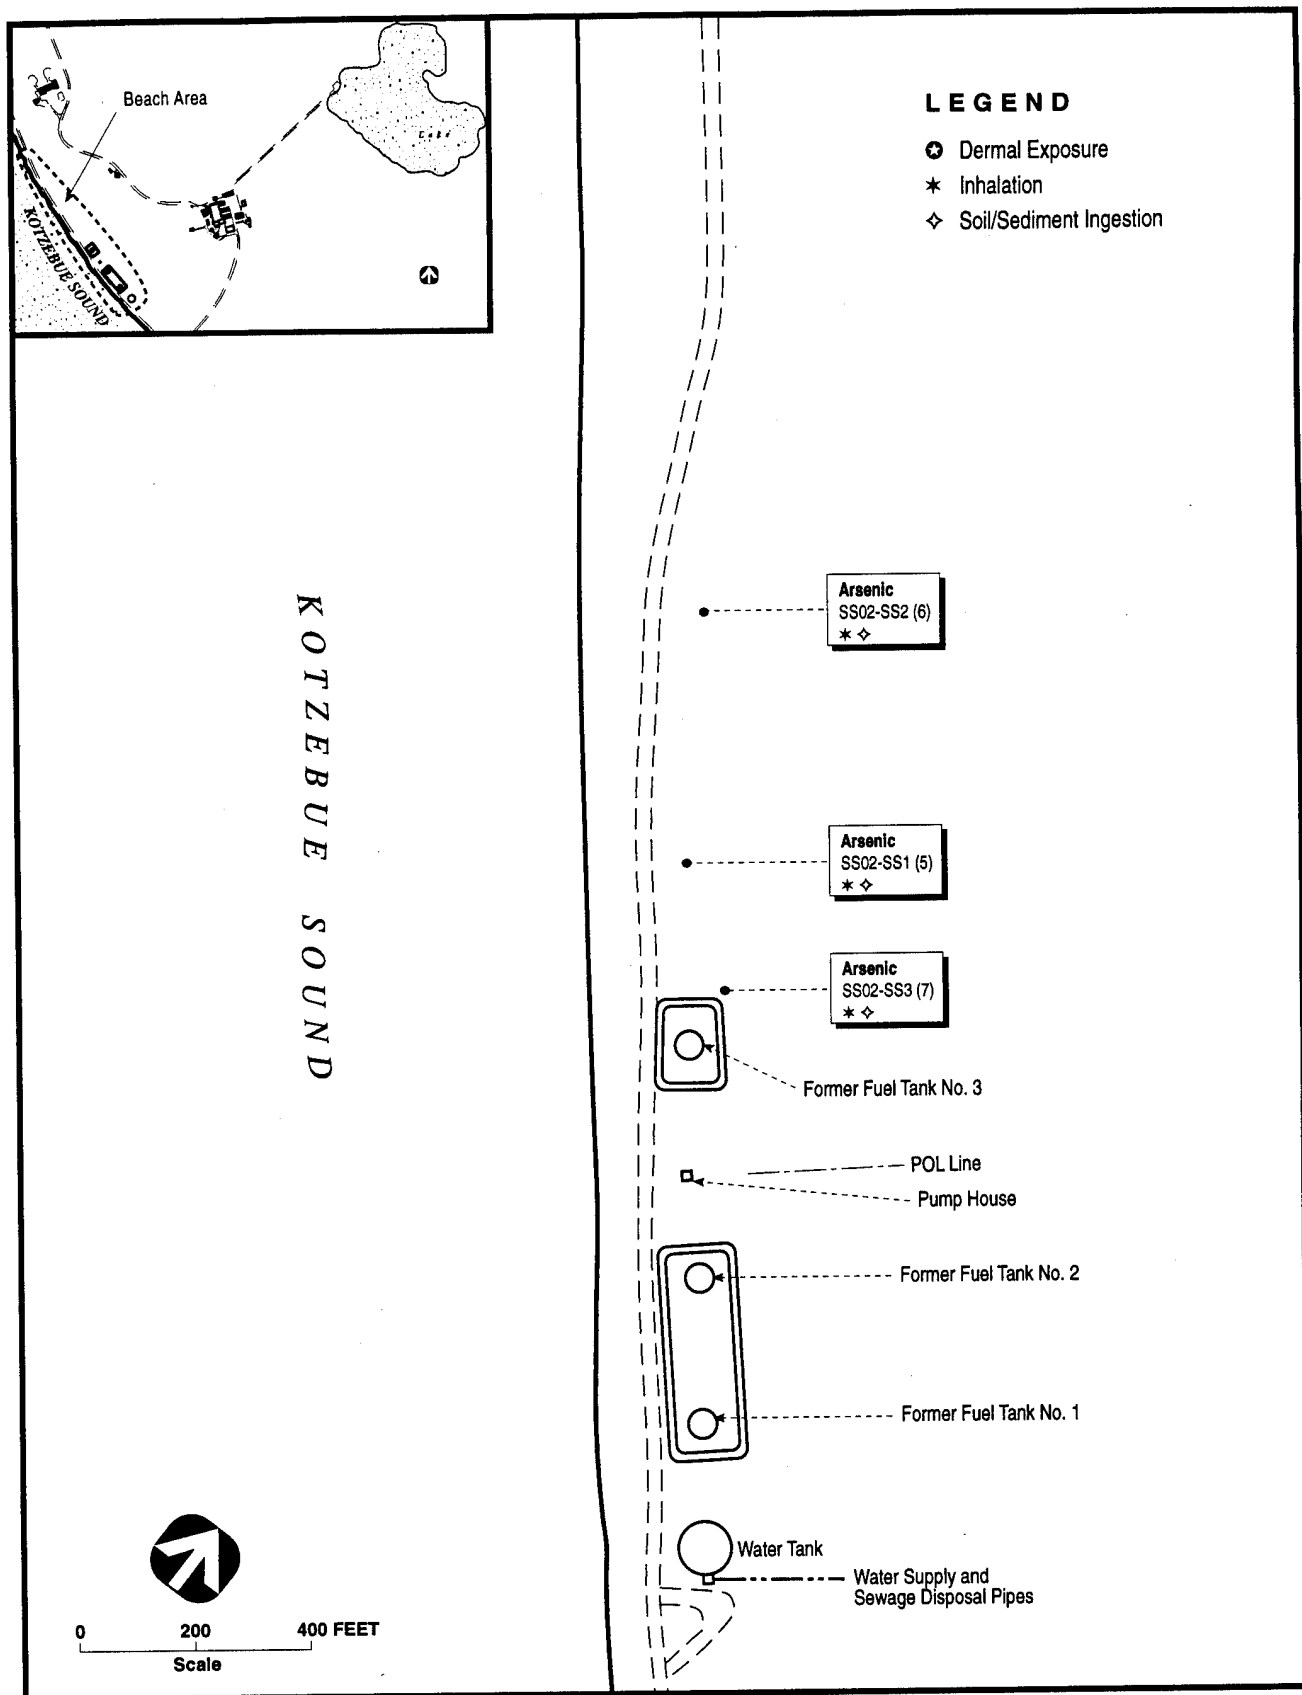 Beach Area
Lake
KOTZEBUE SOUND
LEGEND
Dermal Exposure
Inhalation
Soil/Sediment Ingestion
KOTZEBUE SOUND
Arsenic
SS02-SS2 (6)
Arsenic
SS02-SS1 (5)
Arsenic
SS02-SS3 (7)
Former Fuel Tank No. 3
POL Line
Pump House
Former Fuel Tank No. 2
Former Fuel Tank No. 1
Water Tank
Water Supply and
Sewage Disposal Pipes
0 200 400 FEET
Scale